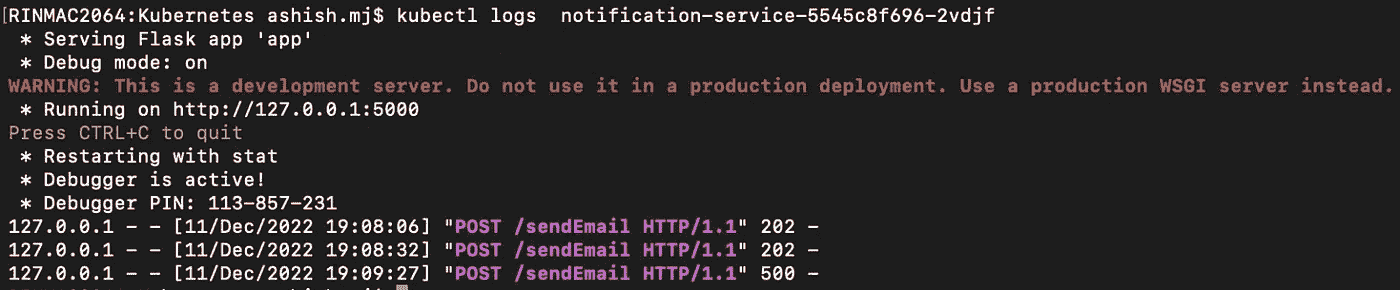 [RINMAC2064:Kubernetes ashish.mj$ kubectl logs  notification-service-5545c8f696-2vdjf
 * Serving Flask app 'app'
 * Debug mode: on
WARNING: This is a development server. Do not use it in a production deployment. Use a production WSGI server instead.
 * Running on http://127.0.0.1:5000
Press CTRL+C to quit
 * Restarting with stat
 * Debugger is active!
 * Debugger PIN: 113-857-231
127.0.0.1 - - [11/Dec/2022 19:08:06] "POST /sendEmail HTTP/1.1" 202 -
127.0.0.1 - - [11/Dec/2022 19:08:32] "POST /sendEmail HTTP/1.1" 202 -
127.0.0.1 - - [11/Dec/2022 19:09:27] "POST /sendEmail HTTP/1.1" 500 -